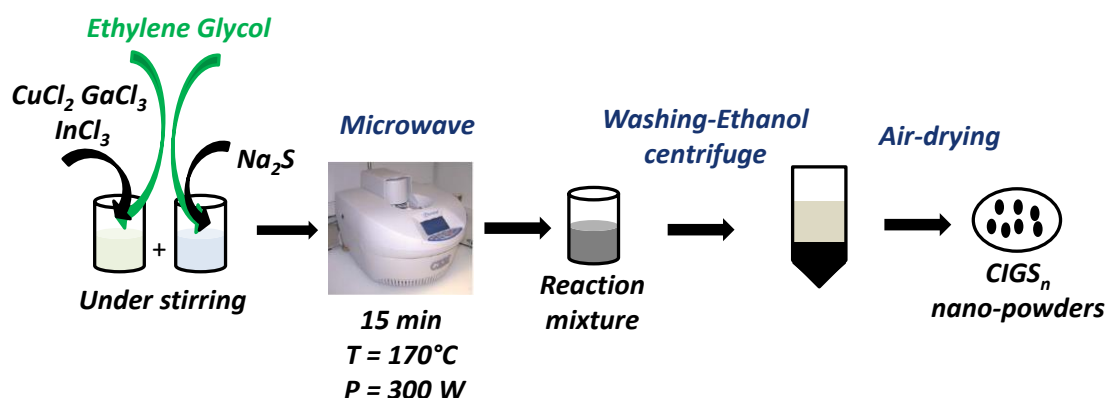 Ethylene Glycol
CuCl₂ GaCl₃
InCl₃
Na₂S
+
Under stirring
Microwave
15 min
T = 170°C
P = 300 W
Reaction
mixture
Washing-Ethanol
centrifuge
Air-drying
CIGSₙ
nano-powders